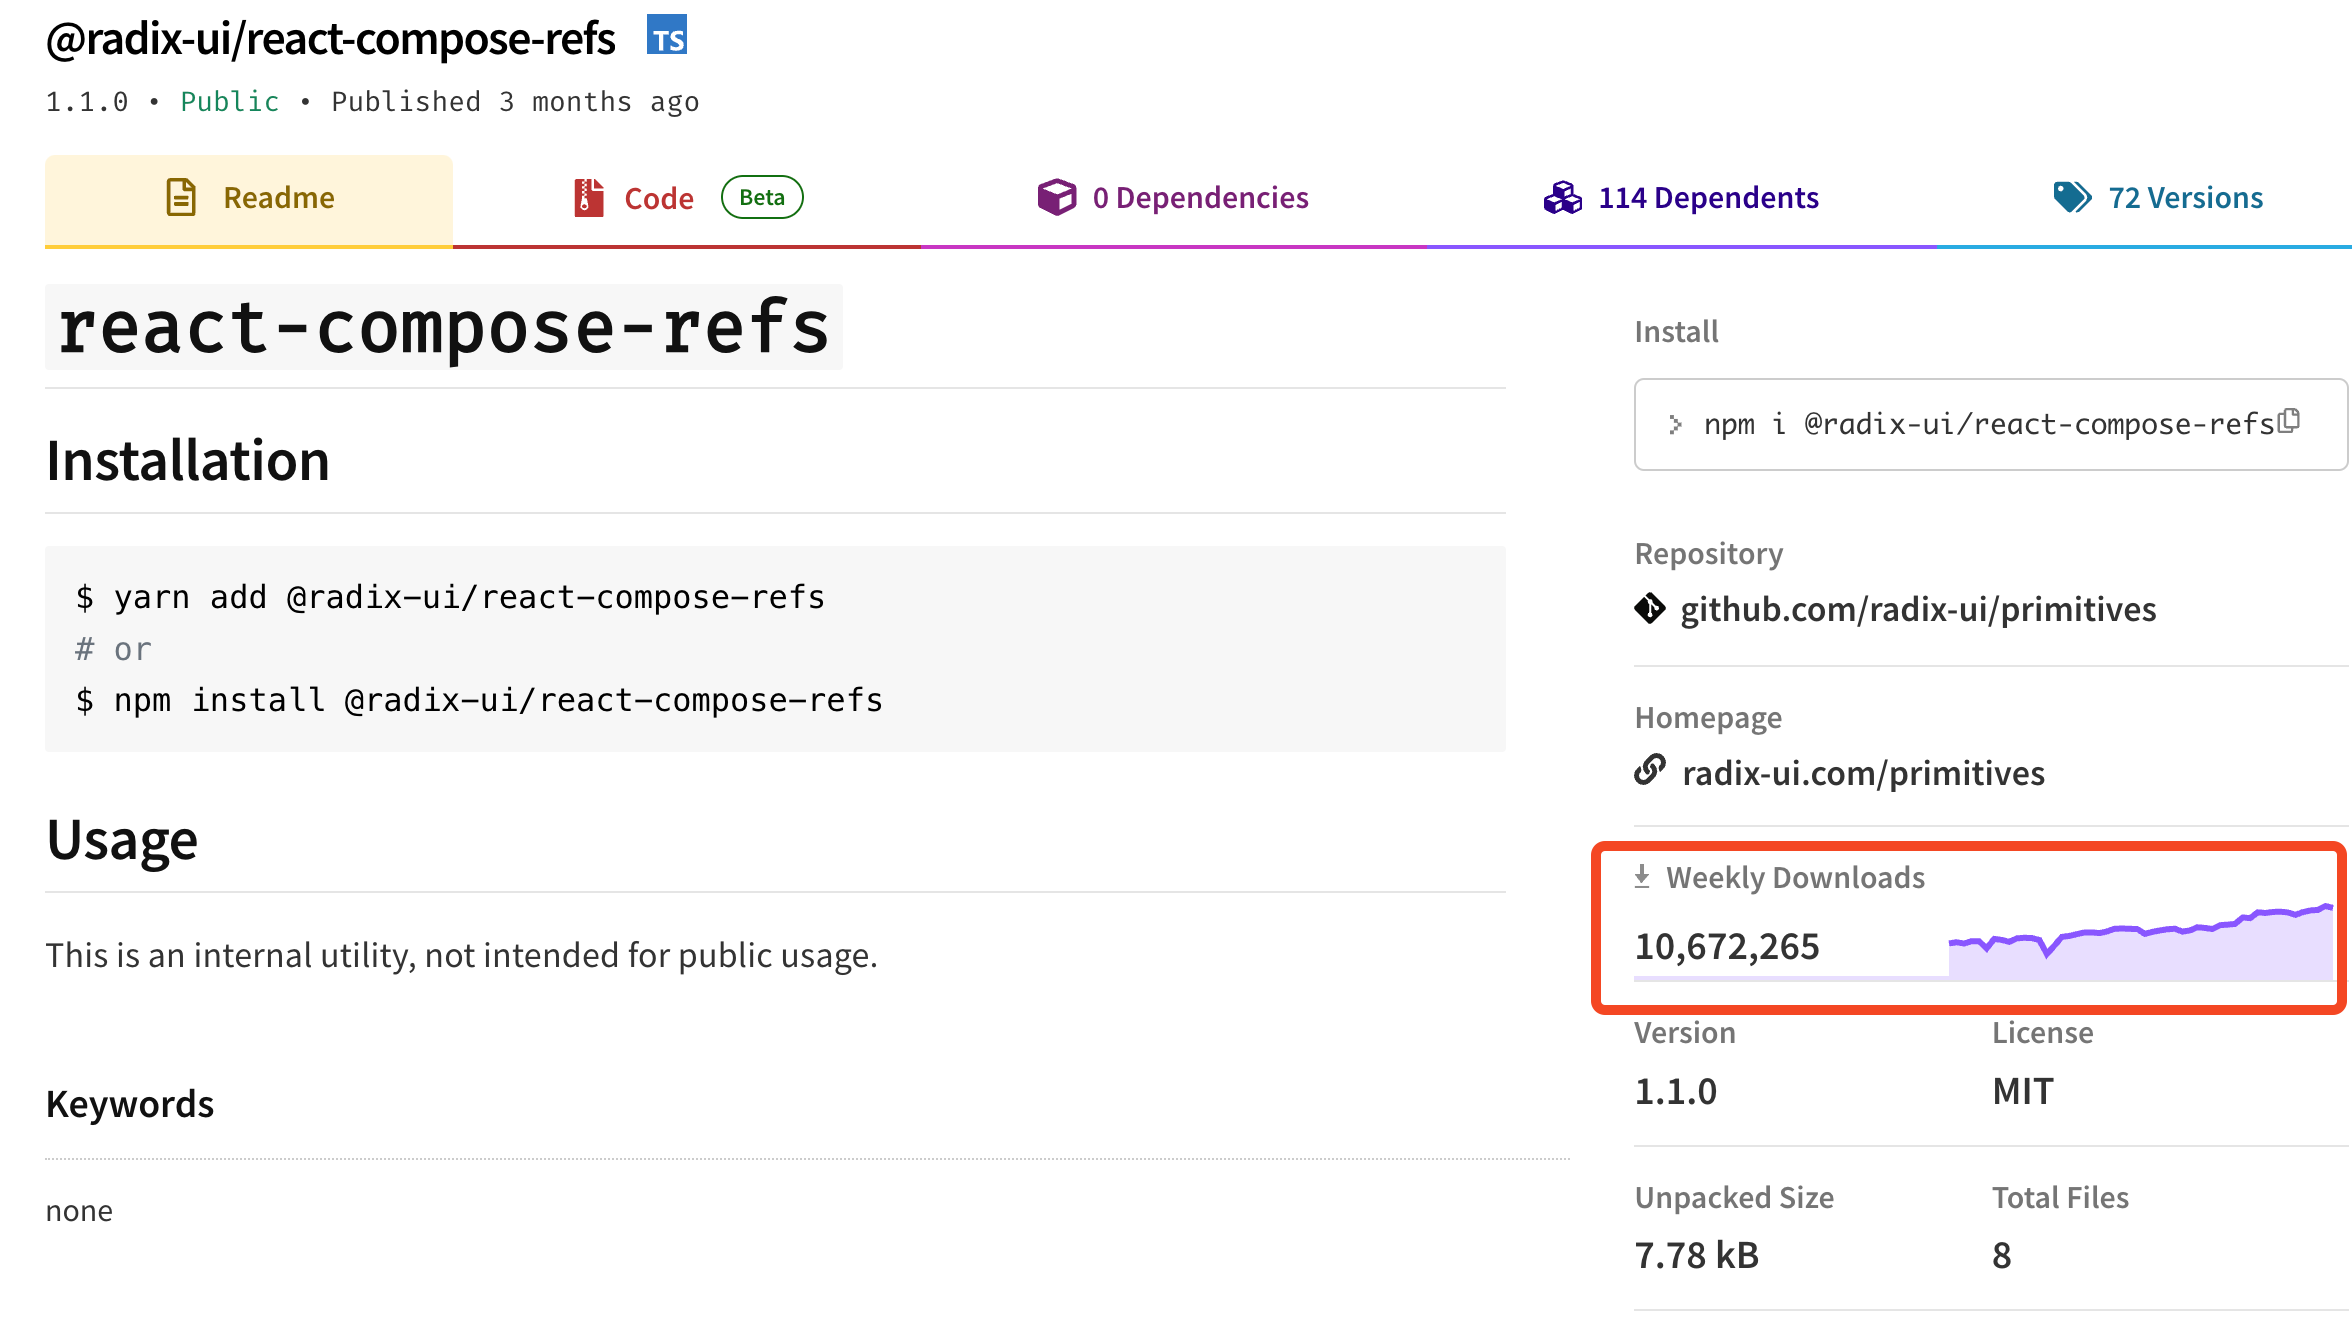 @radix-ui/react-compose-refs TS
1.1.0 • Public • Published 3 months ago
Readme
Code Beta
0 Dependencies
114 Dependents
72 Versions
react-compose-refs
Installation
$ yarn add @radix-ui/react-compose-refs
# or
$ npm install @radix-ui/react-compose-refs
Usage
This is an internal utility, not intended for public usage.
Keywords
none
Install
npm i @radix-ui/react-compose-refs
Repository
github.com/radix-ui/primitives
Homepage
radix-ui.com/primitives
Weekly Downloads
10,672,265
Version
1.1.0
License
MIT
Unpacked Size
7.78 kB
Total Files
8